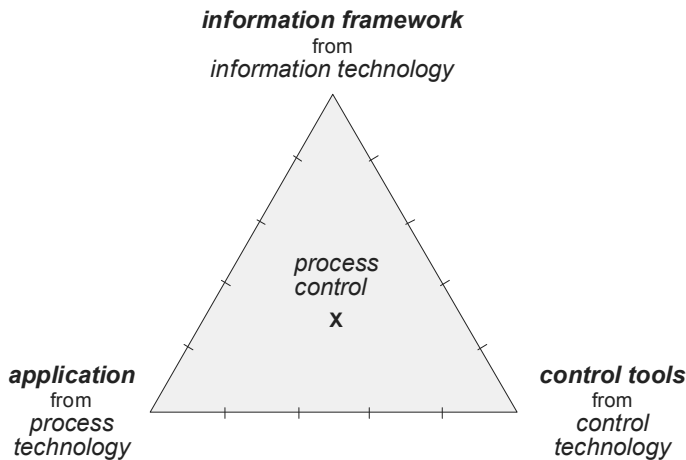 information framework
from
information technology
process
control
X
application
from
process
technology
control tools
from
control
technology